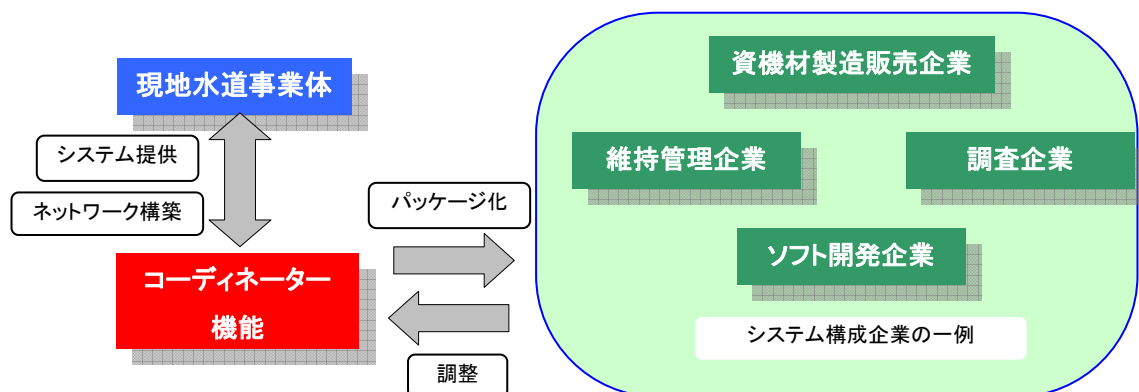 現地水道事業体
システム提供
ネットワーク構築
コーディネーター
機能
パッケージ化
調整
資機材製造販売企業
維持管理企業
調査企業
ソフト開発企業
システム構成企業の一例